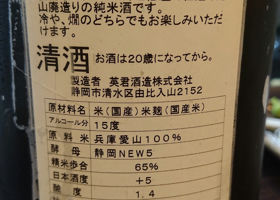 山廃造りの純米酒です。
冷や、燗のどちらでもお楽しみいただ
けます。
清酒 お酒は20歳になってから。
製造者 英君酒造株式会社
静岡市清水区由比入山2152
原材料名 米(国産)米麹(国産米)
アルコール分 15度
原料米 兵庫愛山100%
酵母 静岡NEW5
精米歩合 65%
日本酒度 +5
酸度 1.4